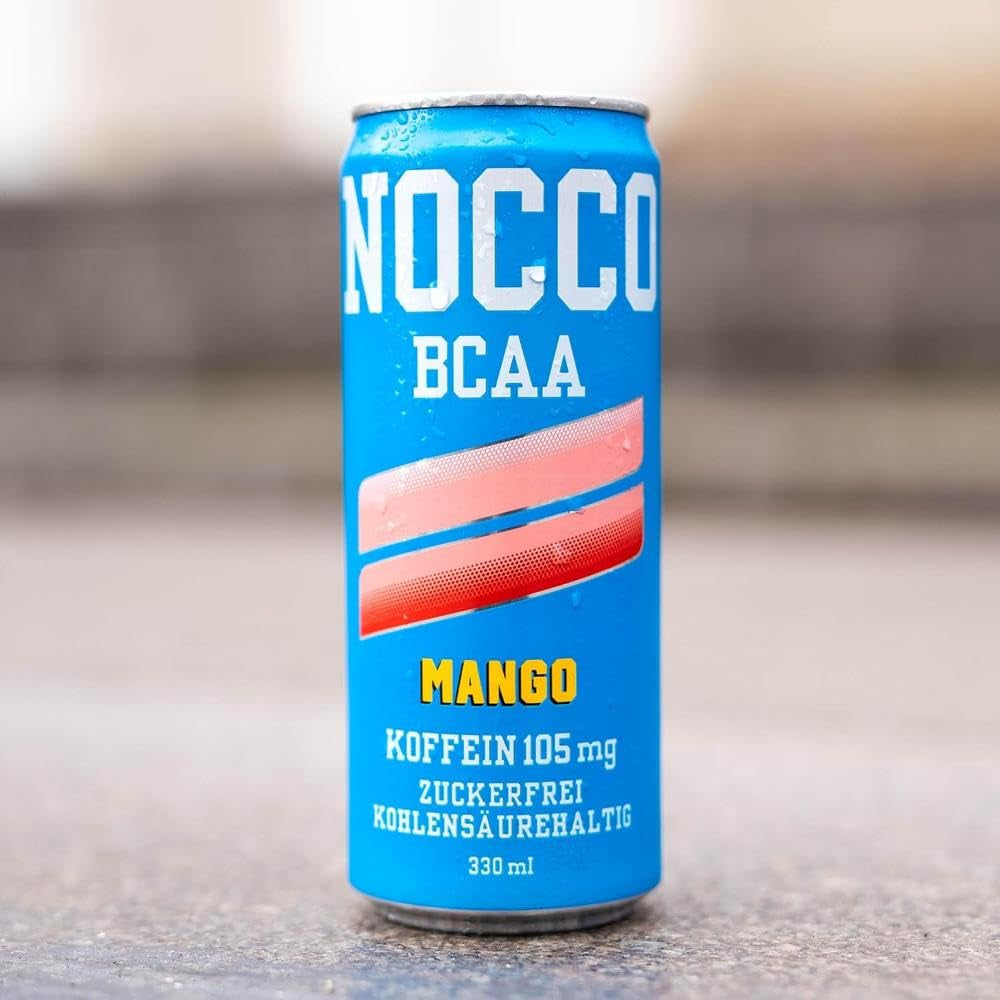 NOCCO
BCAA
MANGO
KOFFEIN 105 mg
ZUCKERFREI
KOHLENSÄUREHALTIG
330 ml